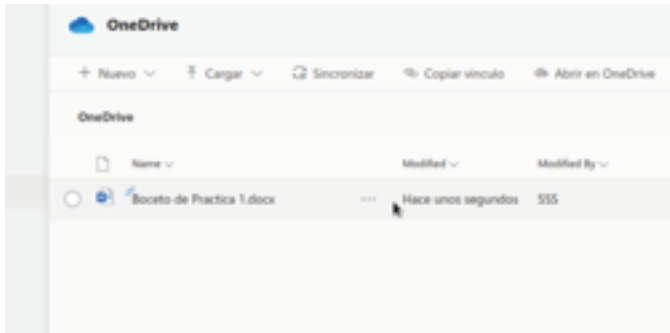 OneDrive
Nuevo Cargar Sincronizar Copiar vínculo Abrir en OneDrive
OneDrive
Name Modified Modified By
Boceto de Practica 1.docx ... Hace unos segundos SSS